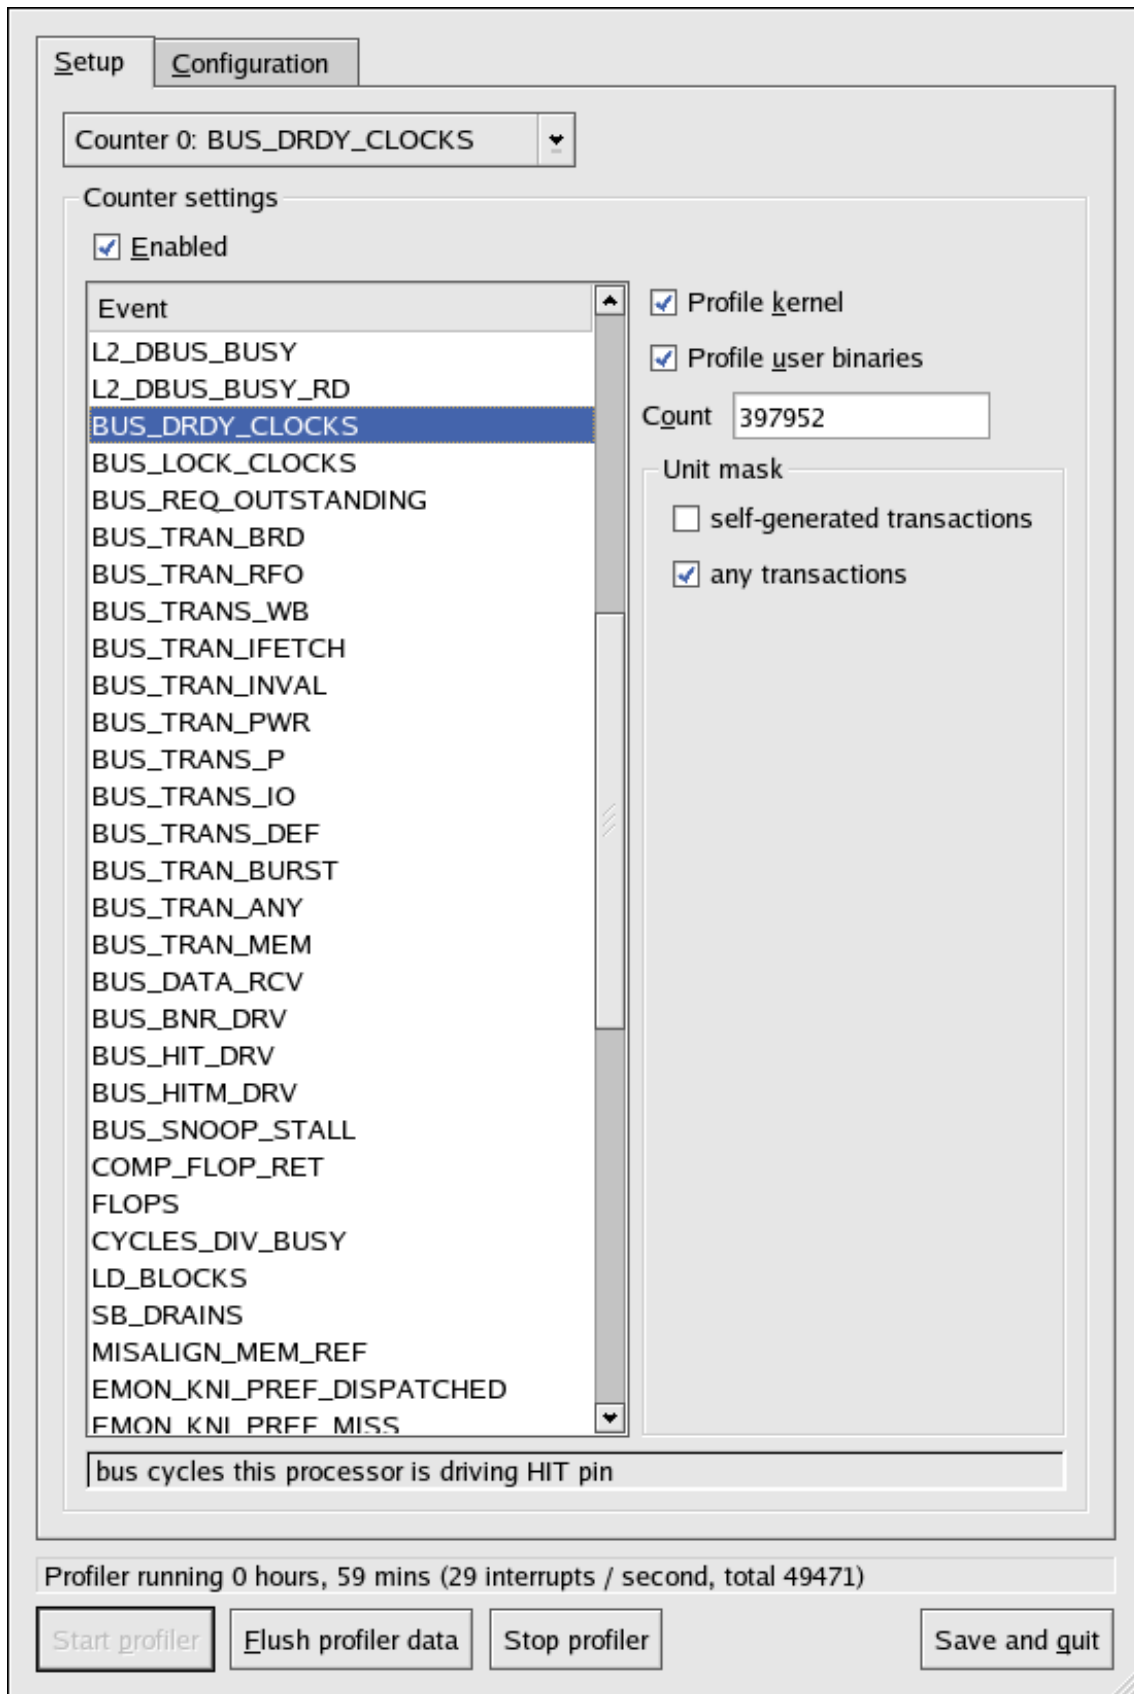 Setup
Configuration
Counter 0: BUS_DRDY_CLOCKS
Counter settings
Enabled
Event
L2_DBUS_BUSY
L2_DBUS_BUSY_RD
BUS_DRDY_CLOCKS
BUS_LOCK_CLOCKS
BUS_REQ_OUTSTANDING
BUS_TRAN_BRD
BUS_TRAN_RFO
BUS_TRANS_WB
BUS_TRAN_IFETCH
BUS_TRAN_INVAL
BUS_TRAN_PWR
BUS_TRANS_P
BUS_TRANS_IO
BUS_TRANS_DEF
BUS_TRAN_BURST
BUS_TRAN_ANY
BUS_TRAN_MEM
BUS_DATA_RCV
BUS_BNR_DRV
BUS_HIT_DRV
BUS_HITM_DRV
BUS_SNOOP_STALL
COMP_FLOP_RET
FLOPS
CYCLES_DIV_BUSY
LD_BLOCKS
SB_DRAINS
MISALIGN_MEM_REF
EMON_KNI_PREF_DISPATCHED
EMON_KNI_PREF_MISS
Profile kernel
Profile user binaries
Count 397952
Unit mask
self-generated transactions
any transactions
bus cycles this processor is driving HIT pin
Profiler running 0 hours, 59 mins (29 interrupts / second, total 49471)
Start profiler
Flush profiler data
Stop profiler
Save and quit